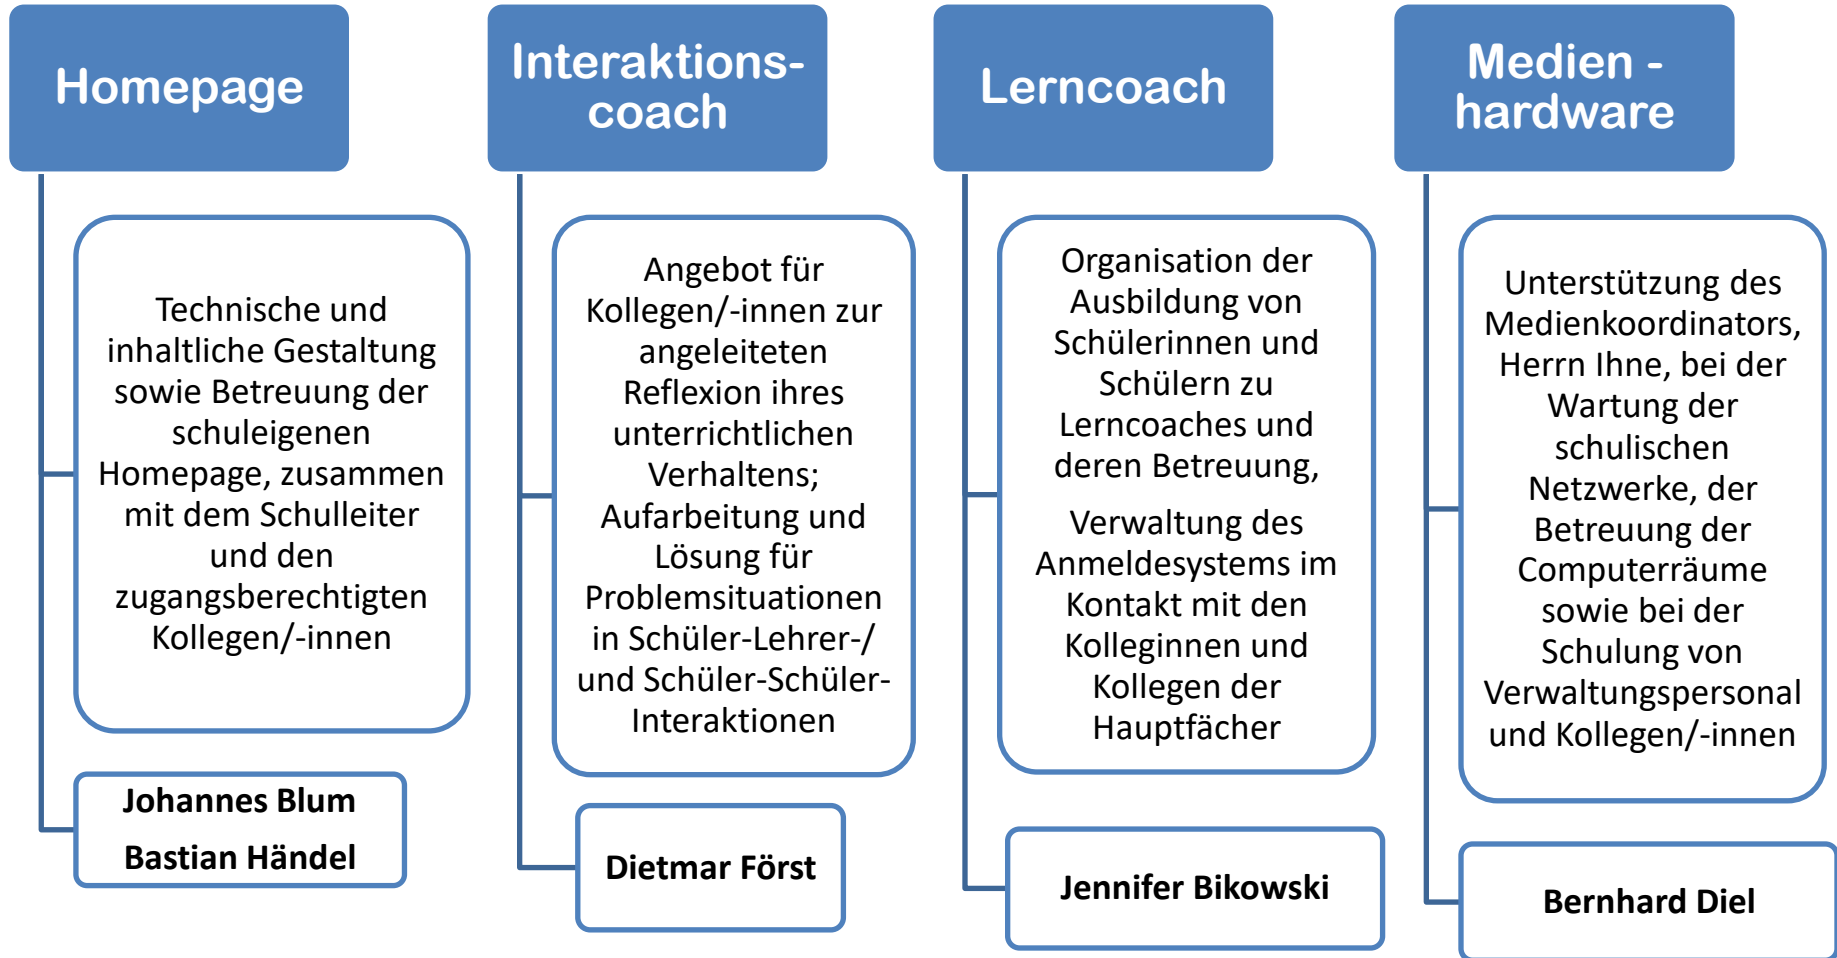 Homepage
Technische und
inhaltliche Gestaltung
sowie Betreuung der
schuleigenen
Homepage, zusammen
mit dem Schulleiter
und den
zugangsberechtigten
Kollegen/-innen
Johannes Blum
Bastian Händel
Interaktions-
coach
Angebot für
Kollegen/-innen zur
angeleiteten
Reflexion ihres
unterrichtlichen
Verhaltens;
Aufarbeitung und
Lösung für
Problemsituationen
in Schüler-Lehrer-/
und Schüler-Schüler-
Interaktionen
Dietmar Först
Lerncoach
Organisation der
Ausbildung von
Schülerinnen und
Schülern zu
Lerncoaches und
deren Betreuung,
Verwaltung des
Anmeldesystems im
Kontakt mit den
Kolleginnen und
Kollegen der
Hauptfächer
Jennifer Bikowski
Medien -
hardware
Unterstützung des
Medienkoordinators,
Herrn Ihne, bei der
Wartung der
schulischen
Netzwerke, der
Betreuung der
Computerräume
sowie bei der
Schulung von
Verwaltungspersonal
und Kollegen/-innen
Bernhard Diel